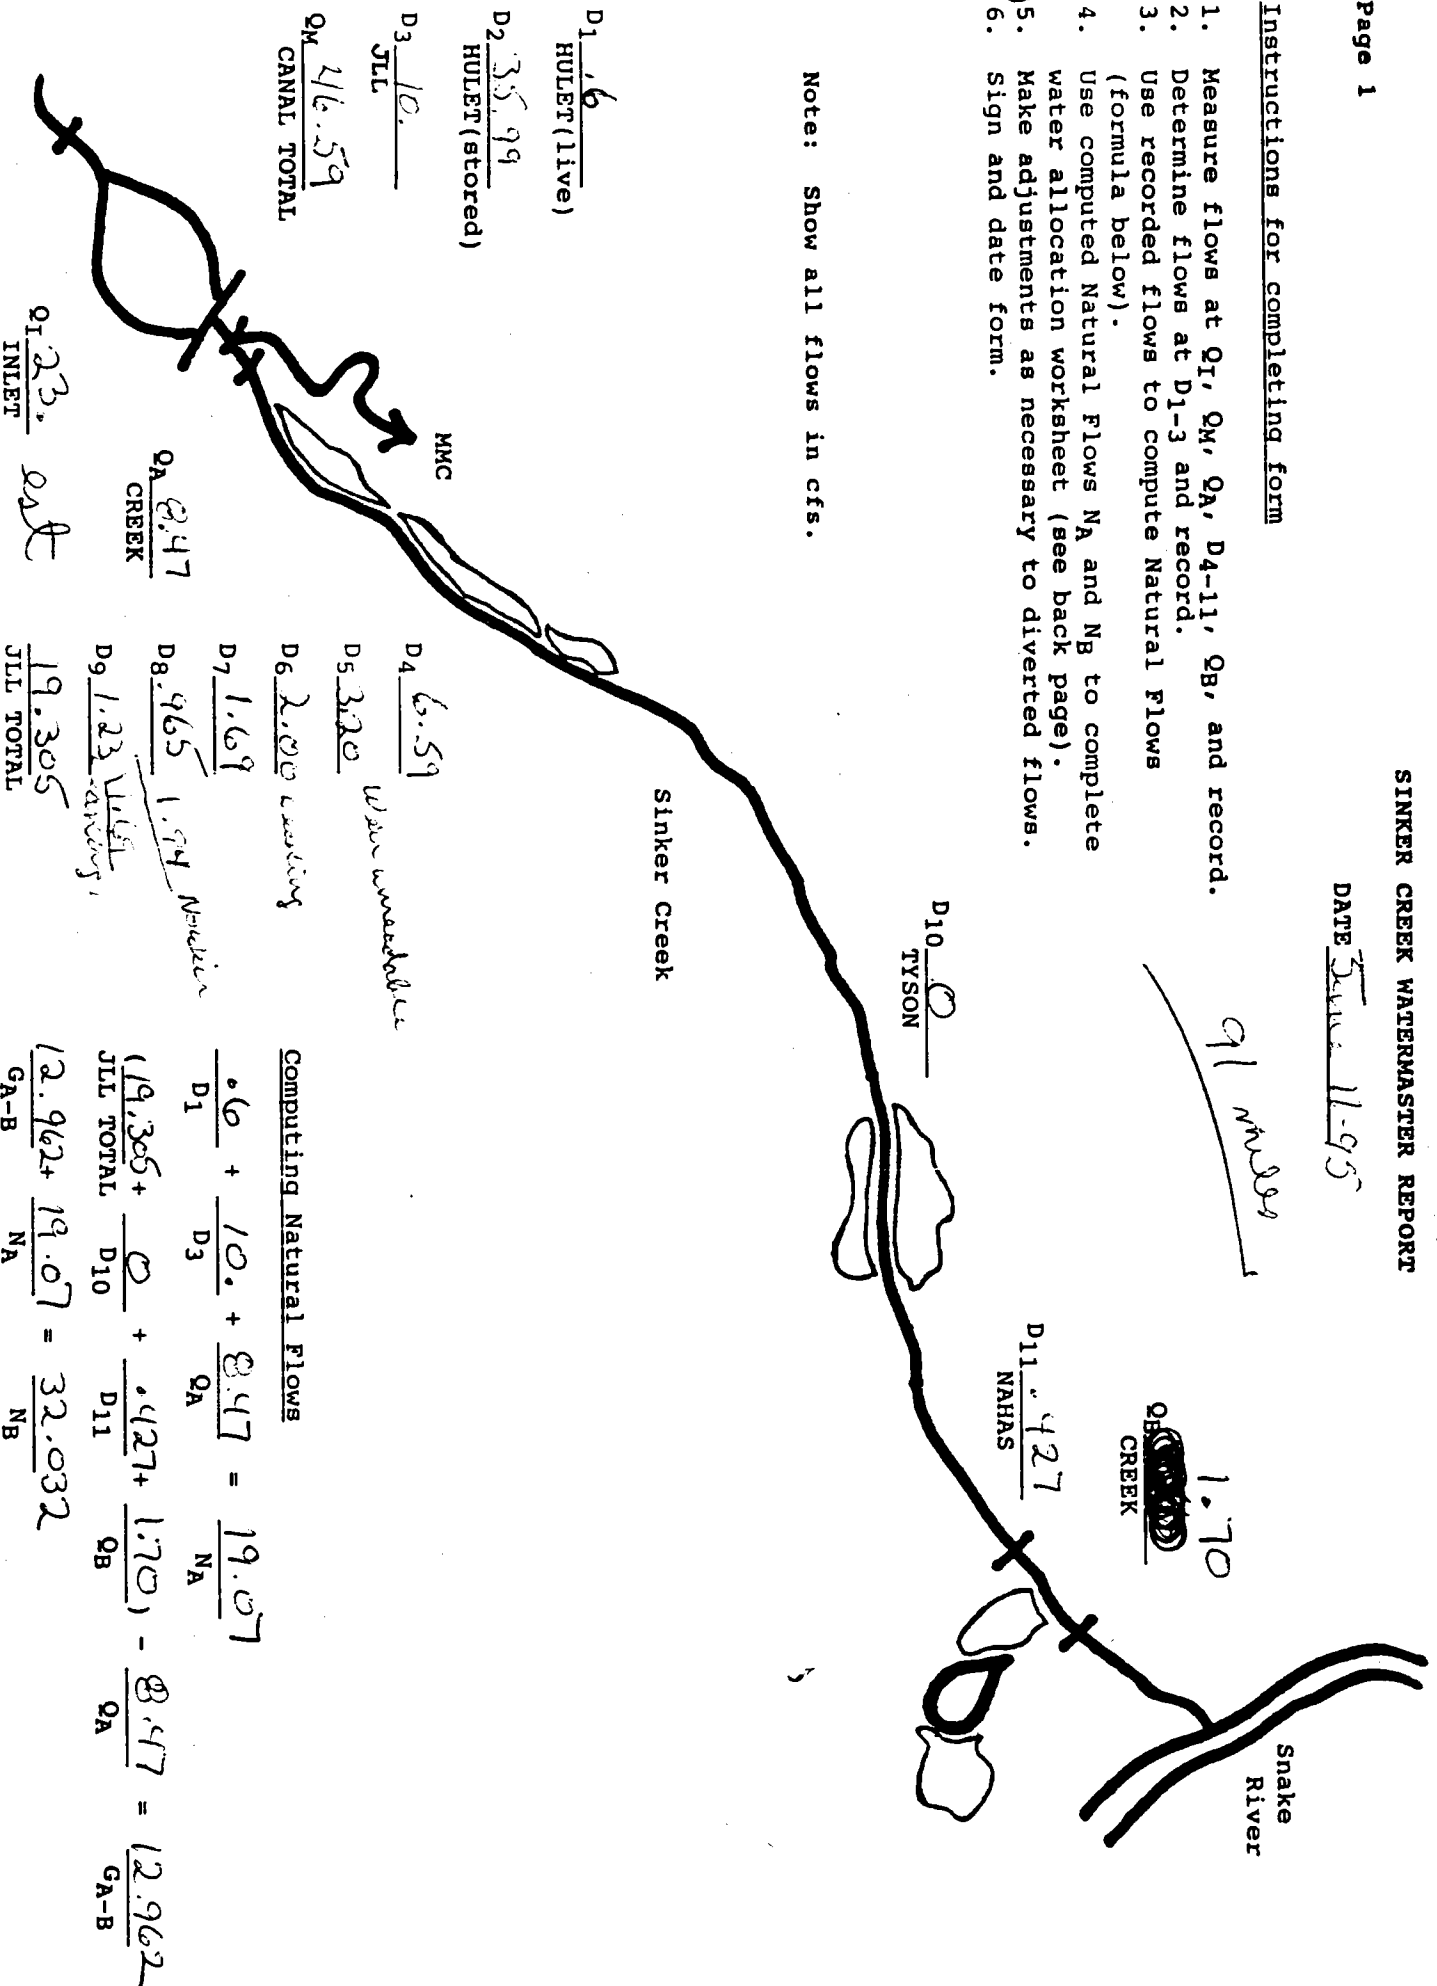 Page 1
SINKER CREEK WATERMASTER REPORT
DATE June 11-95
Instructions for completing form
91 miles
1. Measure flows at QI, QM, QA, D4-11, QB, and record.
2. Determine flows at D1-3 and record.
3. Use recorded flows to compute Natural Flows
(formula below).
4. Use computed Natural Flows NA and NB to complete
water allocation worksheet (see back page).
5. Make adjustments as necessary to diverted flows.
6. Sign and date form.
Note: Show all flows in cfs.
QB 1.70
CREEK
Snake
River
D11 .427
NAHAS
D10 0
TYSON
Sinker Creek
D1 .6
HULET(live)
D2 35.99
HULET(stored)
D3 10.
JLL
QM 46.59
CANAL TOTAL
MMC
QA 8.47
CREEK
QI 23. est
INLET
D4 6.59
D5 3.20 Weir unreadable
D6 2.00
D7 1.69
D8 .965 1.94
D9 1.23
19.305
JLL TOTAL
Computing Natural Flows
.6 + 10. + 8.47 = 19.07
D1 D3 QA NA
(19.305 + 0 + .427 + 1.70) - 8.47 = 12.962
JLL TOTAL D10 D11 QB QA GA-B
12.962 + 19.07 = 32.032
GA-B NA NB